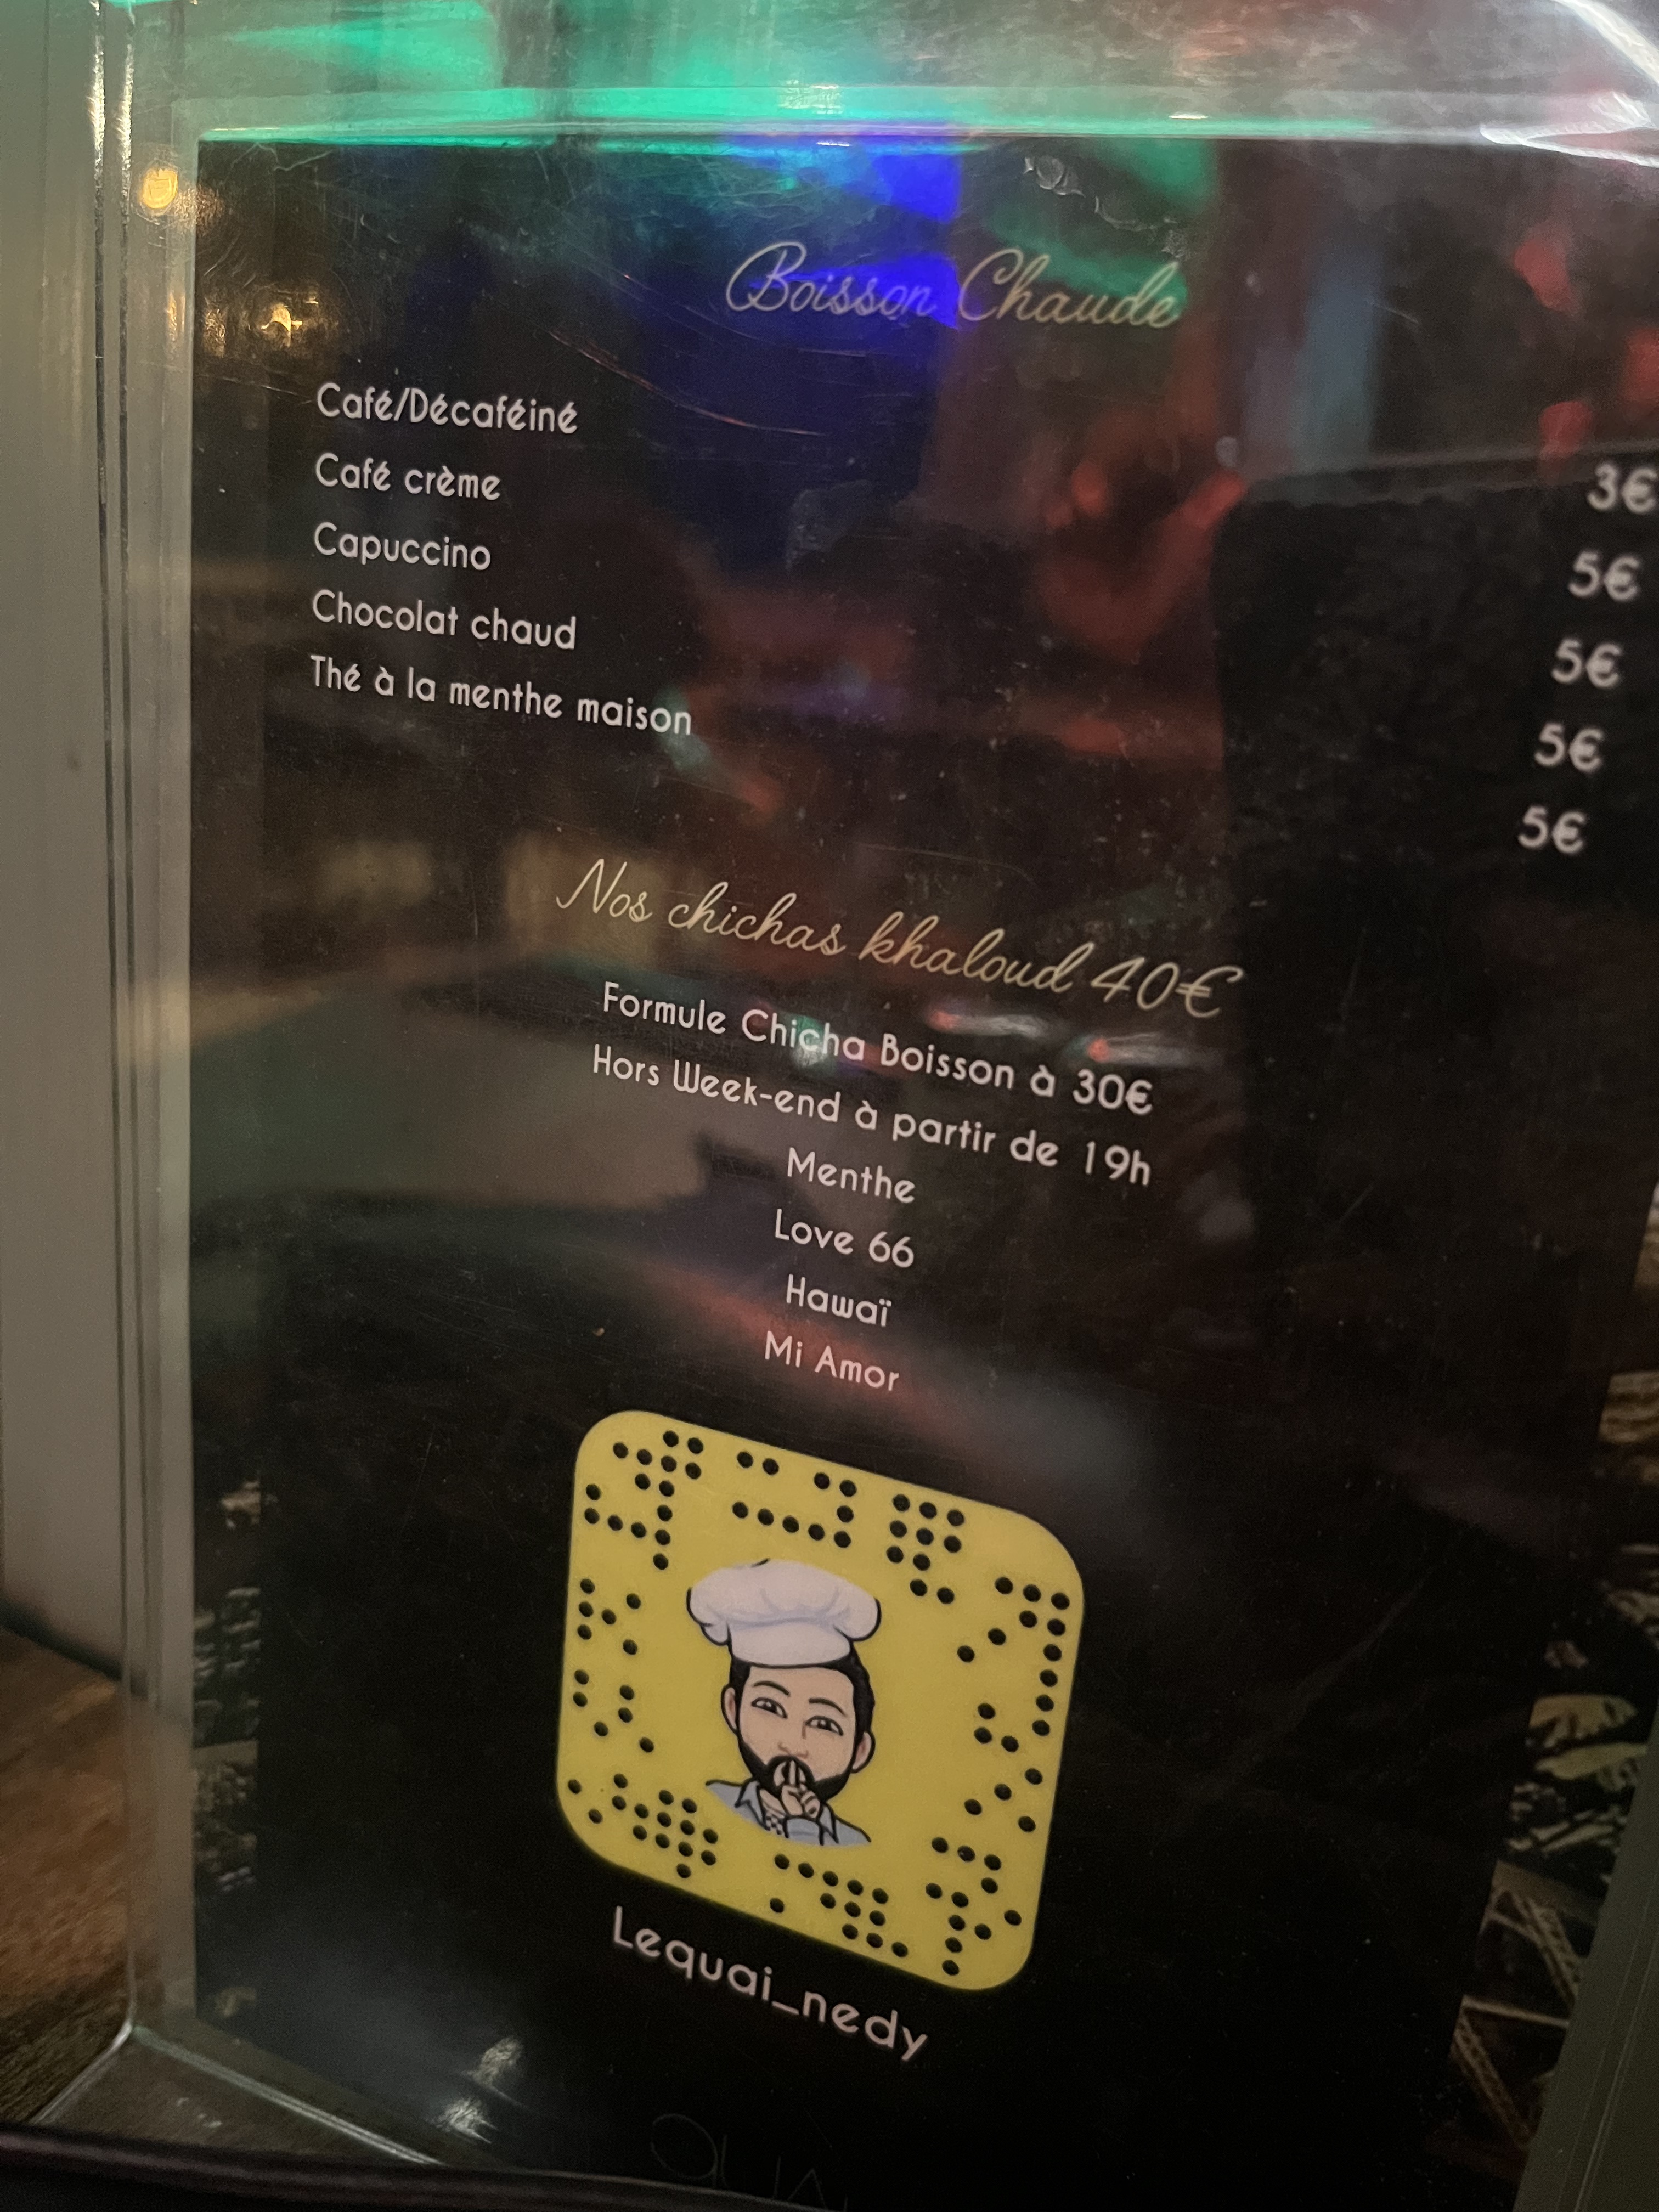 Boisson Chaude
Café/Décaféiné 3€
Café crème 5€
Capuccino 5€
Chocolat chaud 5€
Thé à la menthe maison 5€
Nos chichas khaloud 40€
Formule Chicha Boisson à 30€
Hors Week-end à partir de 19h
Menthe
Love 66
Hawaï
Mi Amor
Lequai_nedy